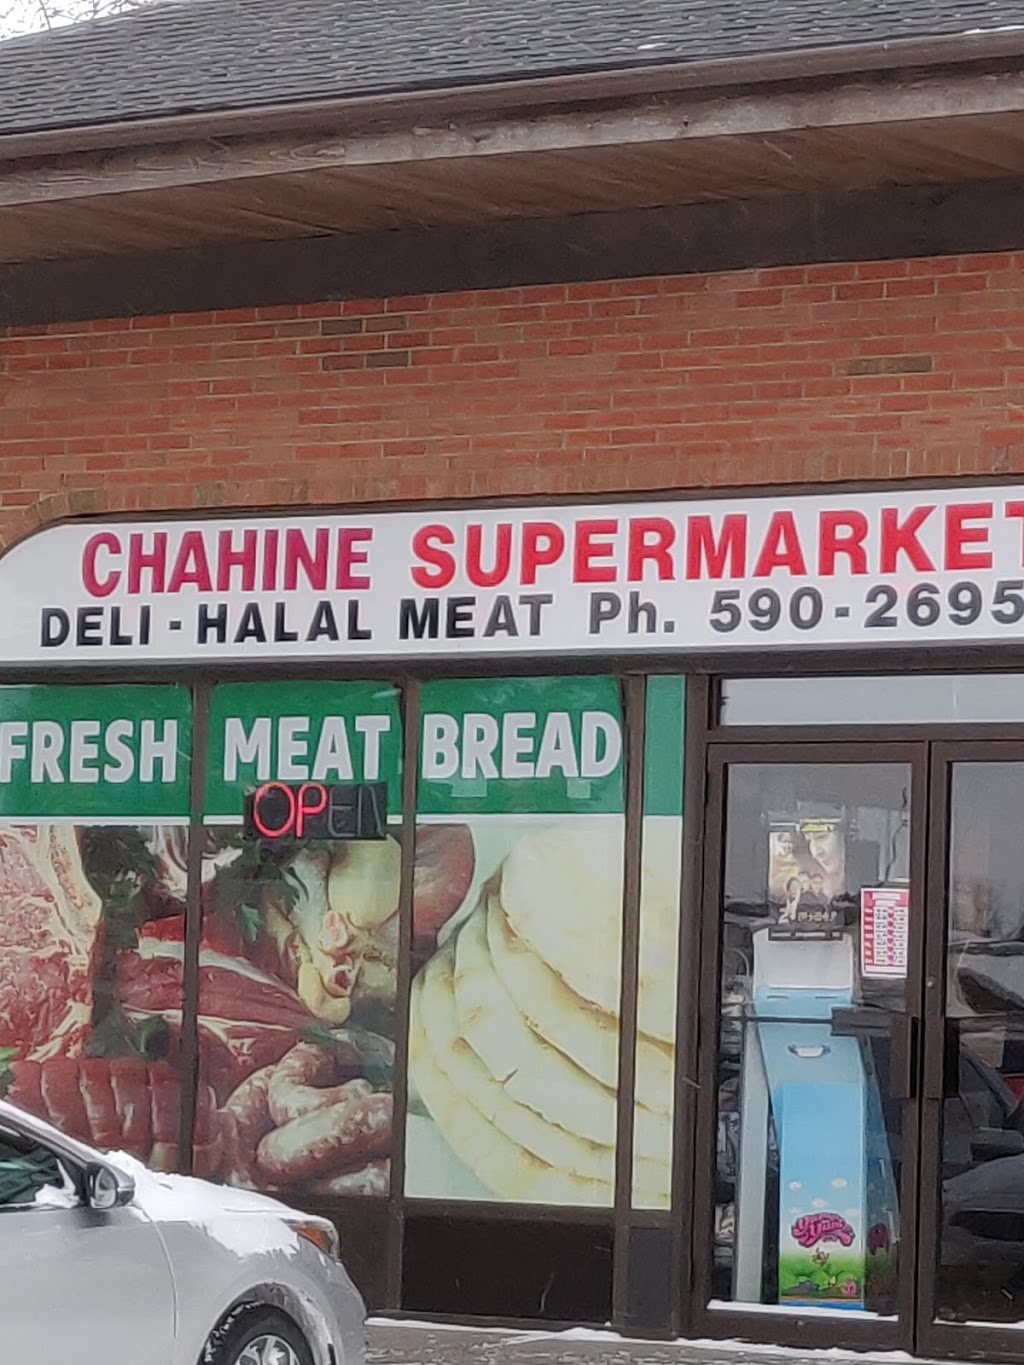 CHAHINE SUPERMARKET
DELI - HALAL MEAT Ph. 590-2695
FRESH MEAT BREAD
OPEN